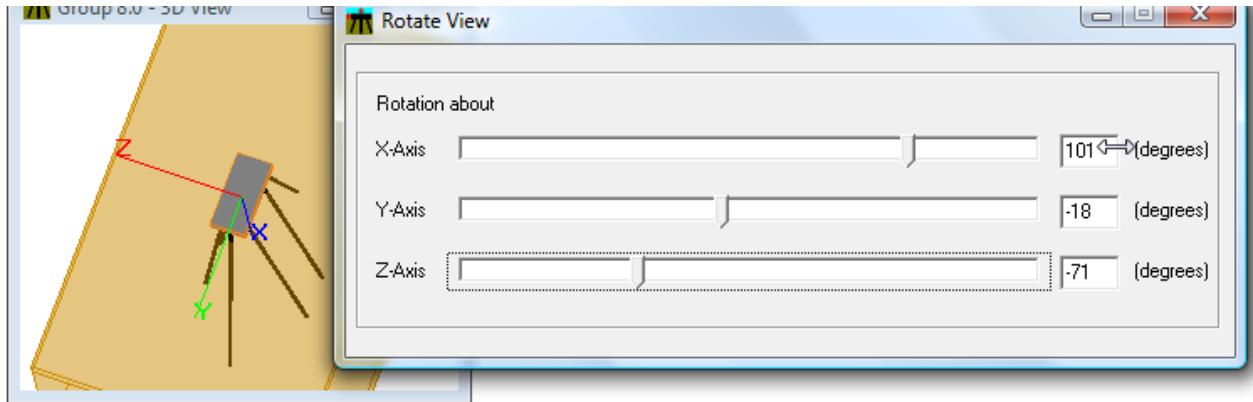 Group 8.0 - 3D View
Rotate View
Rotation about
X-Axis 101 (degrees)
Y-Axis -18 (degrees)
Z-Axis -71 (degrees)
Z
X
Y